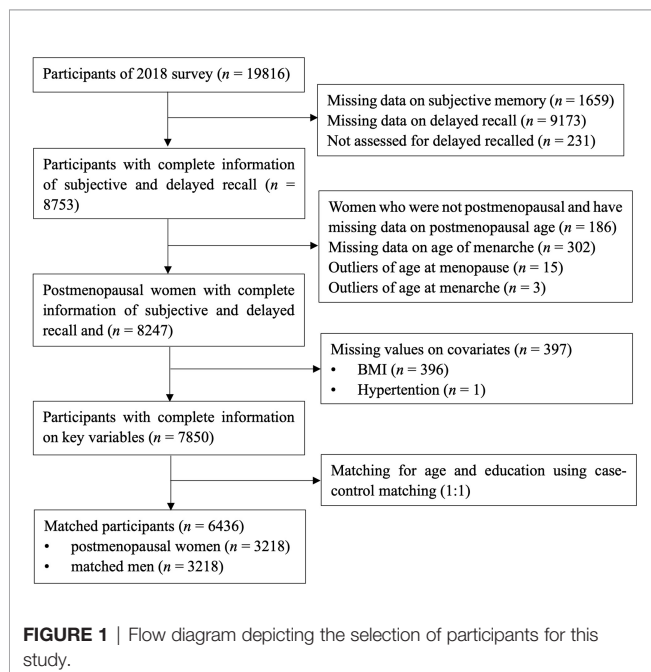 Participants of 2018 survey (n = 19816)
Missing data on subjective memory (n = 1659)
Missing data on delayed recall (n = 9173)
Not assessed for delayed recalled (n = 231)
Participants with complete information
of subjective and delayed recall (n =
8753)
Women who were not postmenopausal and have
missing data on postmenopausal age (n = 186)
Missing data on age of menarche (n = 302)
Outliers of age at menopause (n = 15)
Outliers of age at menarche (n = 3)
Postmenopausal women with complete
information of subjective and delayed
recall and (n = 8247)
Missing values on covariates (n = 397)
• BMI (n = 396)
• Hypertention (n = 1)
Participants with complete information
on key variables (n = 7850)
Matching for age and education using case-
control matching (1:1)
Matched participants (n = 6436)
• postmenopausal women (n = 3218)
• matched men (n = 3218)
FIGURE 1 | Flow diagram depicting the selection of participants for this
study.